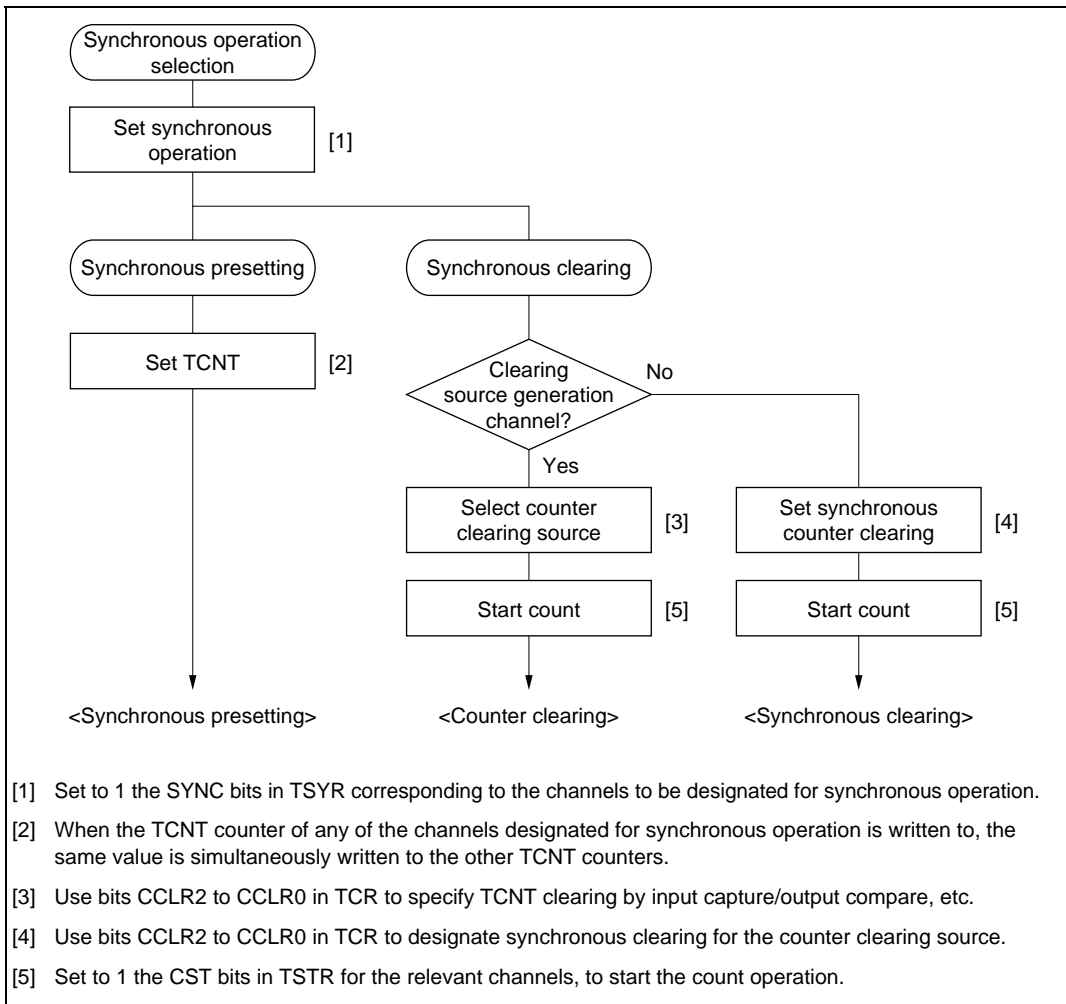 Synchronous operation
selection
Set synchronous
operation
[1]
Synchronous presetting
Synchronous clearing
Set TCNT
[2]
Clearing
source generation
channel?
No
Yes
Select counter
clearing source
[3]
Set synchronous
counter clearing
[4]
Start count
[5]
Start count
[5]
<Synchronous presetting>
<Counter clearing>
<Synchronous clearing>
[1] Set to 1 the SYNC bits in TSYR corresponding to the channels to be designated for synchronous operation.
[2] When the TCNT counter of any of the channels designated for synchronous operation is written to, the
same value is simultaneously written to the other TCNT counters.
[3] Use bits CCLR2 to CCLR0 in TCR to specify TCNT clearing by input capture/output compare, etc.
[4] Use bits CCLR2 to CCLR0 in TCR to designate synchronous clearing for the counter clearing source.
[5] Set to 1 the CST bits in TSTR for the relevant channels, to start the count operation.